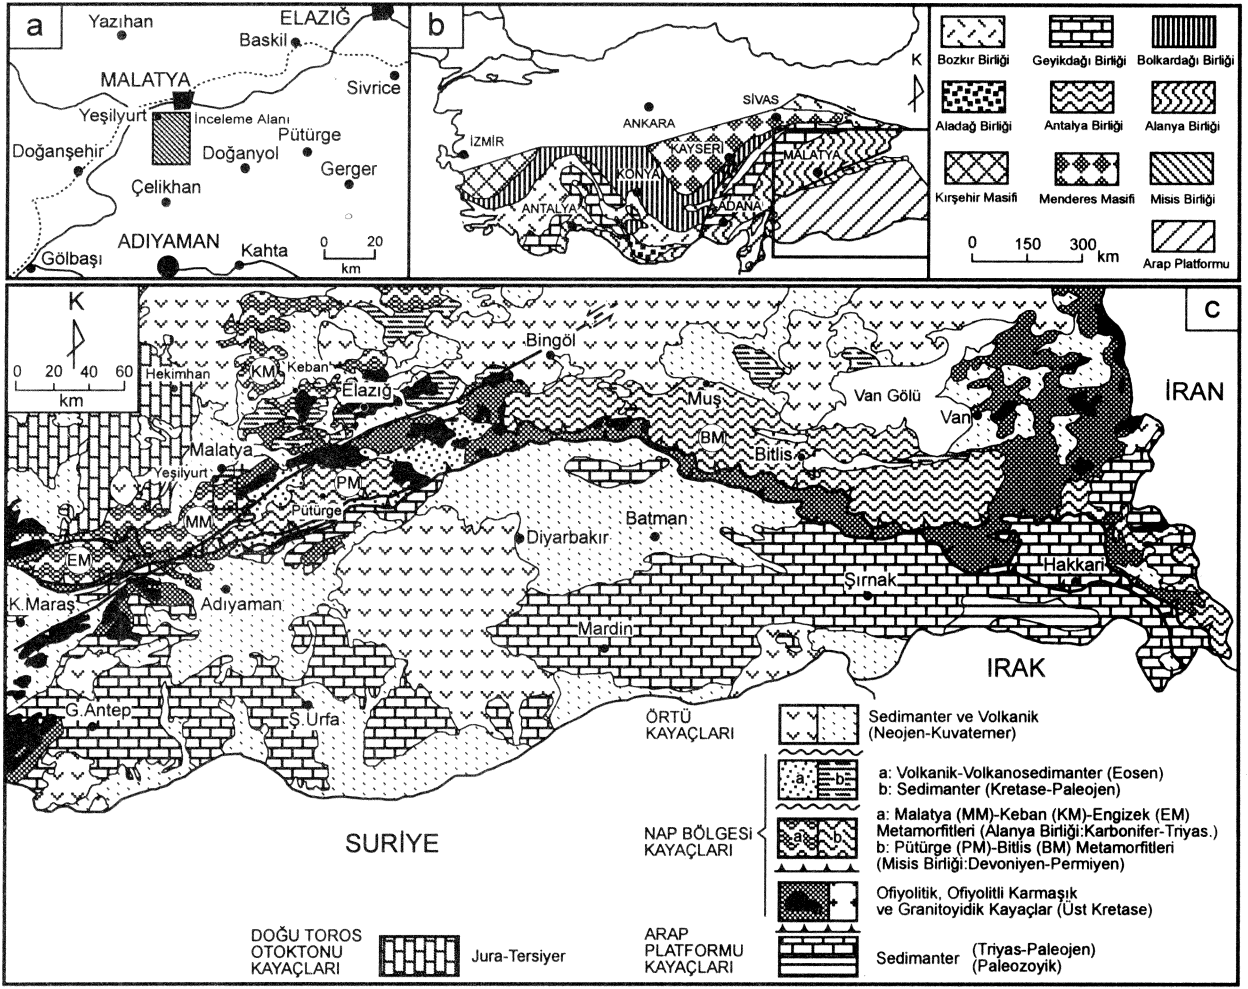 a
Yazıhan
ELAZIĞ
Baskil
MALATYA
Sivrice
Yeşilyurt
İnceleme Alanı
Pütürge
Doğanşehir
Doğanyol
Gerger
Çelikhan
ADIYAMAN
Kahta
Gölbaşı
0 20
km
b
K
SİVAS
ANKARA
İZMİR
KAYSERİ
MALATYA
KONYA
ANTALYA
ADANA
Bozkır Birliği
Geyikdağı Birliği
Bolkardağı Birliği
Aladağ Birliği
Antalya Birliği
Alanya Birliği
Kırşehir Masifi
Menderes Masifi
Misis Birliği
0 150 300
km
Arap Platformu
c
K
0 20 40 60
km
Bingöl
Hekimhan
KM
Keban
Elazığ
Muş
Van Gölü
Van
İRAN
BM
Bitlis
Malatya
Yeşilyurt
PM
Pütürge
MM
EM
Batman
Diyarbakır
K.Maraş
Adıyaman
Şırnak
Hakkari
Mardin
IRAK
G.Antep
Ş.Urfa
SURİYE
ÖRTÜ
KAYAÇLARI
Sedimanter ve Volkanik
(Neojen-Kuvaterner)
NAP BÖLGESİ
KAYAÇLARI
a b
a: Volkanik-Volkanosedimanter (Eosen)
b: Sedimanter (Kretase-Paleojen)
a b
a: Malatya (MM)-Keban (KM)-Engizek (EM)
Metamorfitleri (Alanya Birliği:Karbonifer-Triyas.)
b: Pütürge (PM)-Bitlis (BM) Metamorfitleri
(Misis Birliği:Devoniyen-Permiyen)
Ofiyolitik, Ofiyolitli Karmaşık
ve Granitoyidik Kayaçlar (Üst Kretase)
DOĞU TOROS
OTOKTONU
KAYAÇLARI
Jura-Tersiyer
ARAP
PLATFORMU
KAYAÇLARI
Sedimanter (Triyas-Paleojen)
(Paleozoyik)